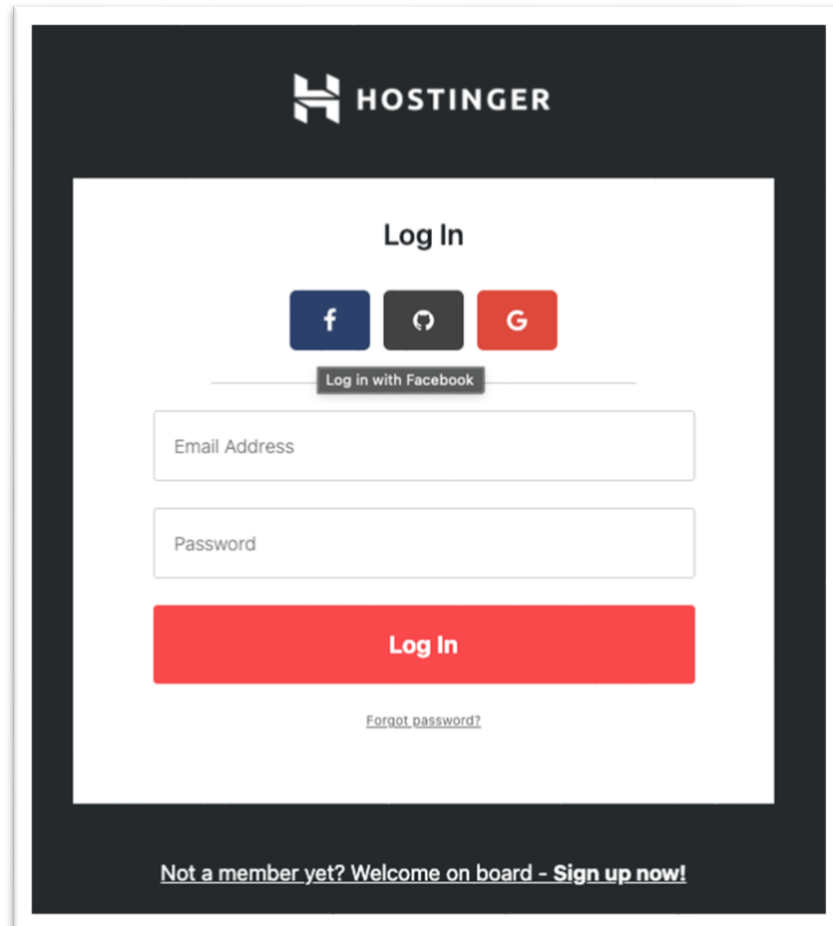 HOSTINGER
Log In
f
G
Log in with Facebook
Email Address
Password
Log In
Forgot password?
Not a member yet? Welcome on board - Sign up now!